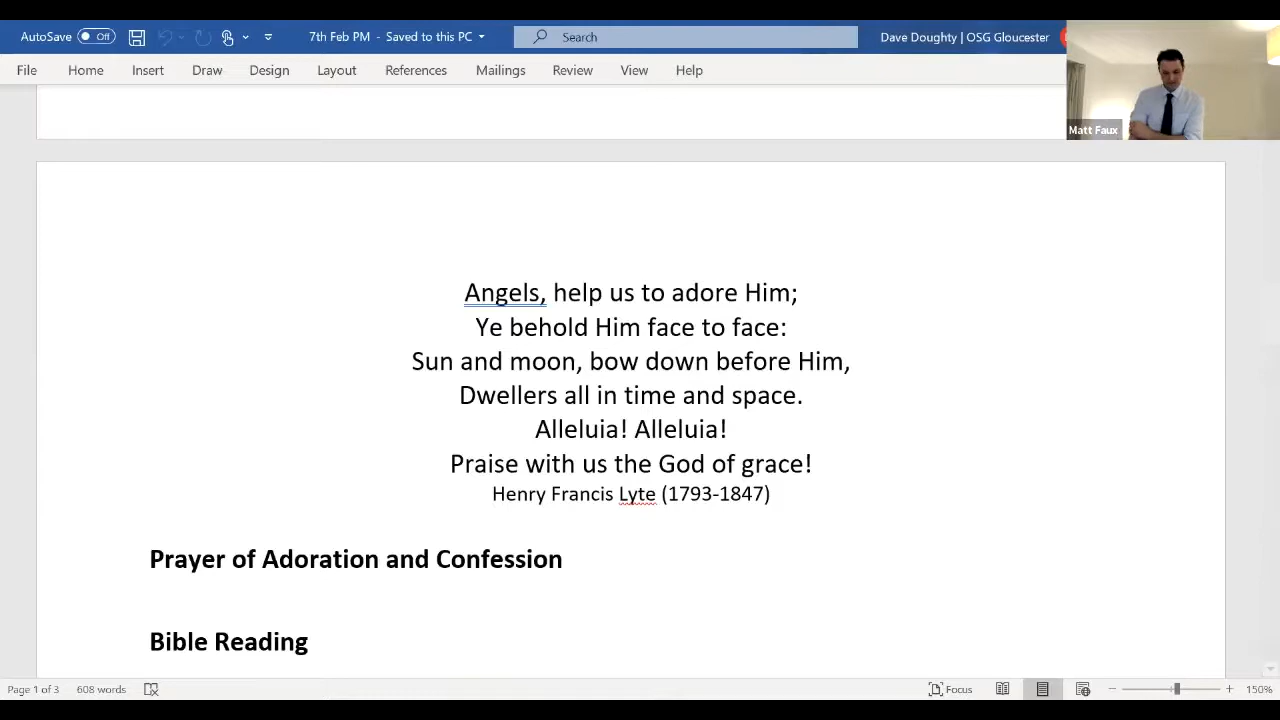 AutoSave Off 7th Feb PM - Saved to this PC Search Dave Doughty | OSG Gloucester
File Home Insert Draw Design Layout References Mailings Review View Help
Matt Faux
Angels, help us to adore Him;
Ye behold Him face to face:
Sun and moon, bow down before Him,
Dwellers all in time and space.
Alleluia! Alleluia!
Praise with us the God of grace!
Henry Francis Lyte (1793-1847)
Prayer of Adoration and Confession
Bible Reading
Page 1 of 3 608 words Focus 150%